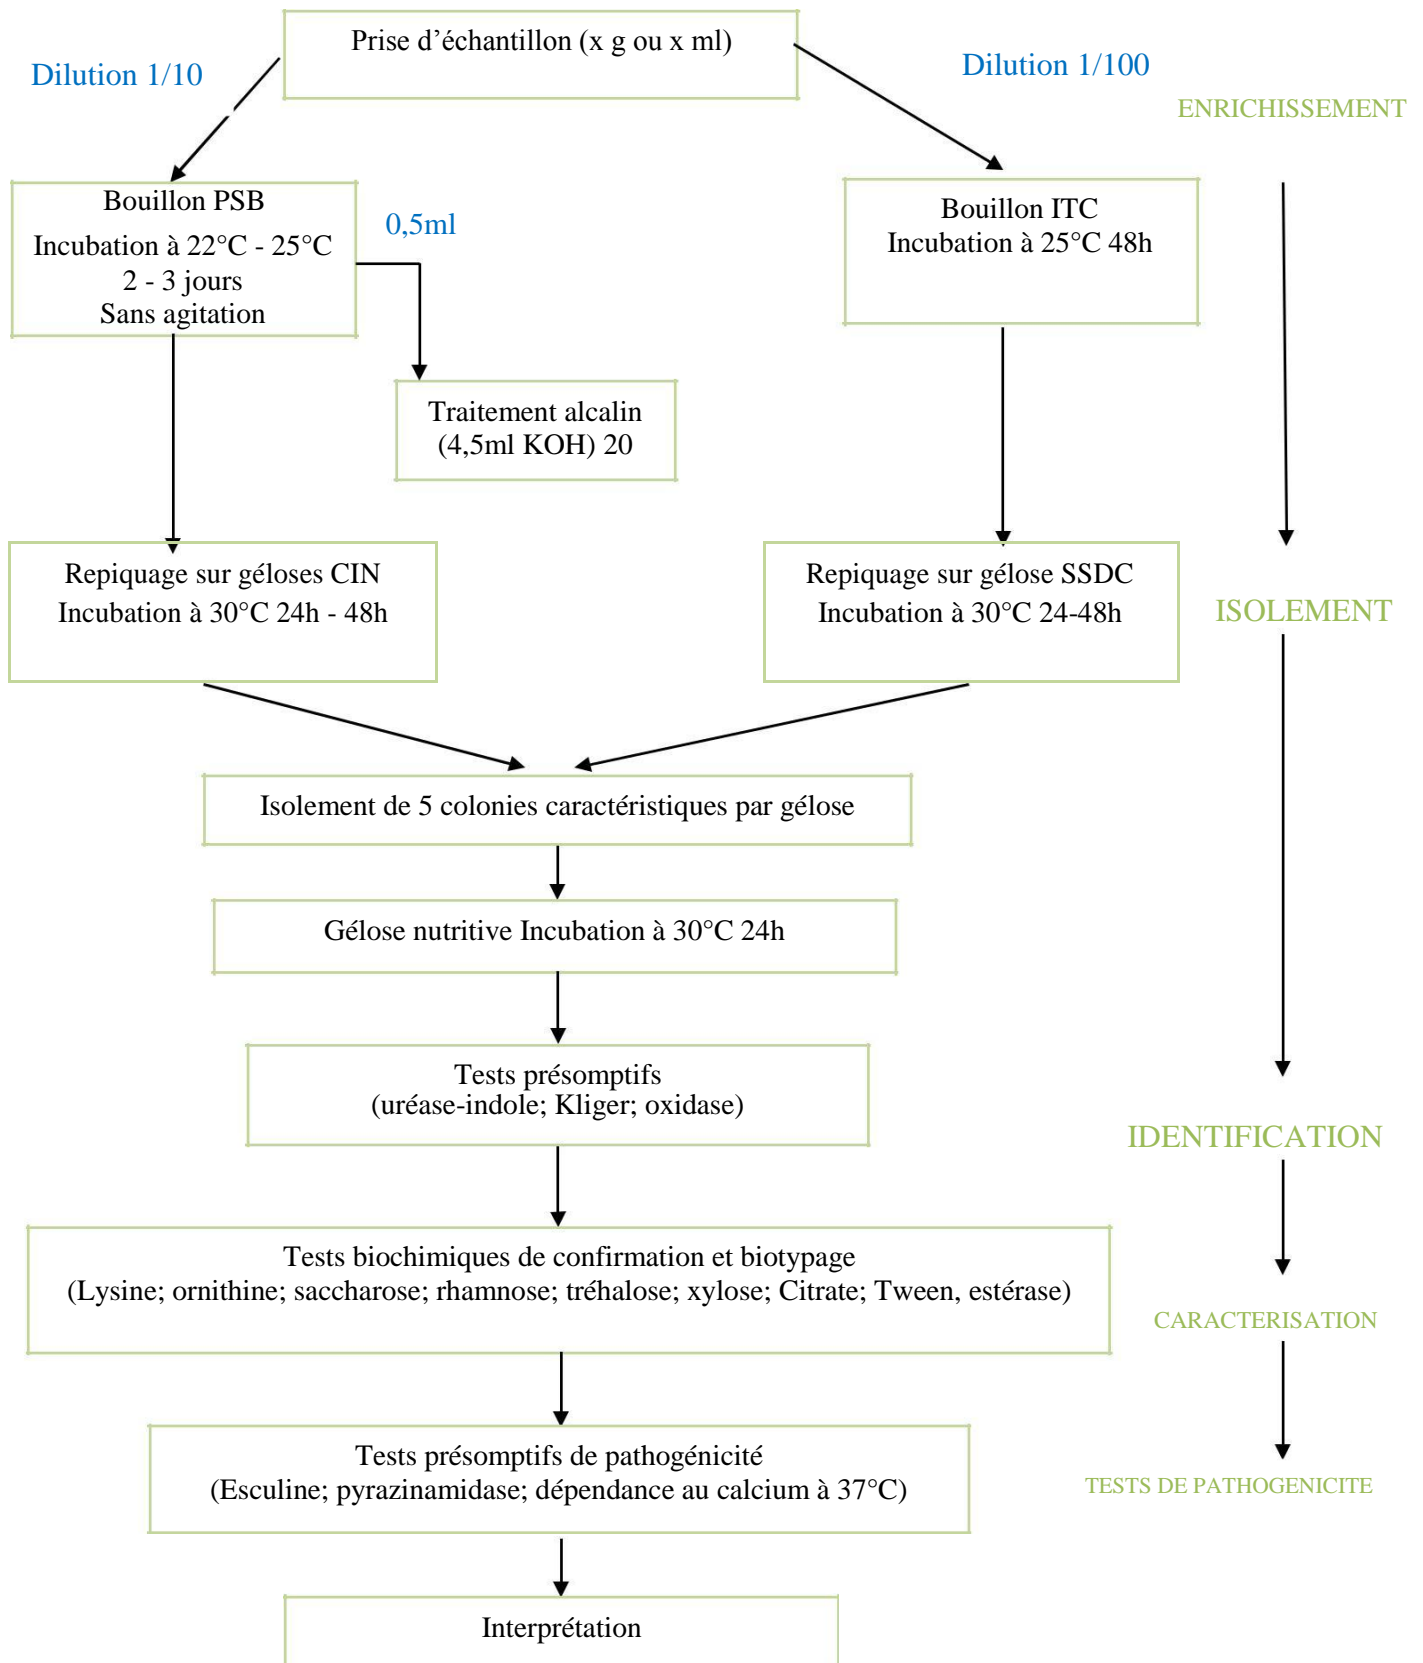 Prise d’échantillon (x g ou x ml)
Dilution 1/10
Dilution 1/100
ENRICHISSEMENT
Bouillon PSB
Incubation à 22°C - 25°C
2 - 3 jours
Sans agitation
0,5ml
Bouillon ITC
Incubation à 25°C 48h
Traitement alcalin
(4,5ml KOH) 20
Repiquage sur géloses CIN
Incubation à 30°C 24h - 48h
Repiquage sur gélose SSDC
Incubation à 30°C 24-48h
ISOLEMENT
Isolement de 5 colonies caractéristiques par gélose
Gélose nutritive Incubation à 30°C 24h
Tests présomptifs
(uréase-indole; Kliger; oxidase)
IDENTIFICATION
Tests biochimiques de confirmation et biotypage
(Lysine; ornithine; saccharose; rhamnose; tréhalose; xylose; Citrate; Tween, estérase)
CARACTERISATION
Tests présomptifs de pathogénicité
(Esculine; pyrazinamidase; dépendance au calcium à 37°C)
TESTS DE PATHOGENICITE
Interprétation